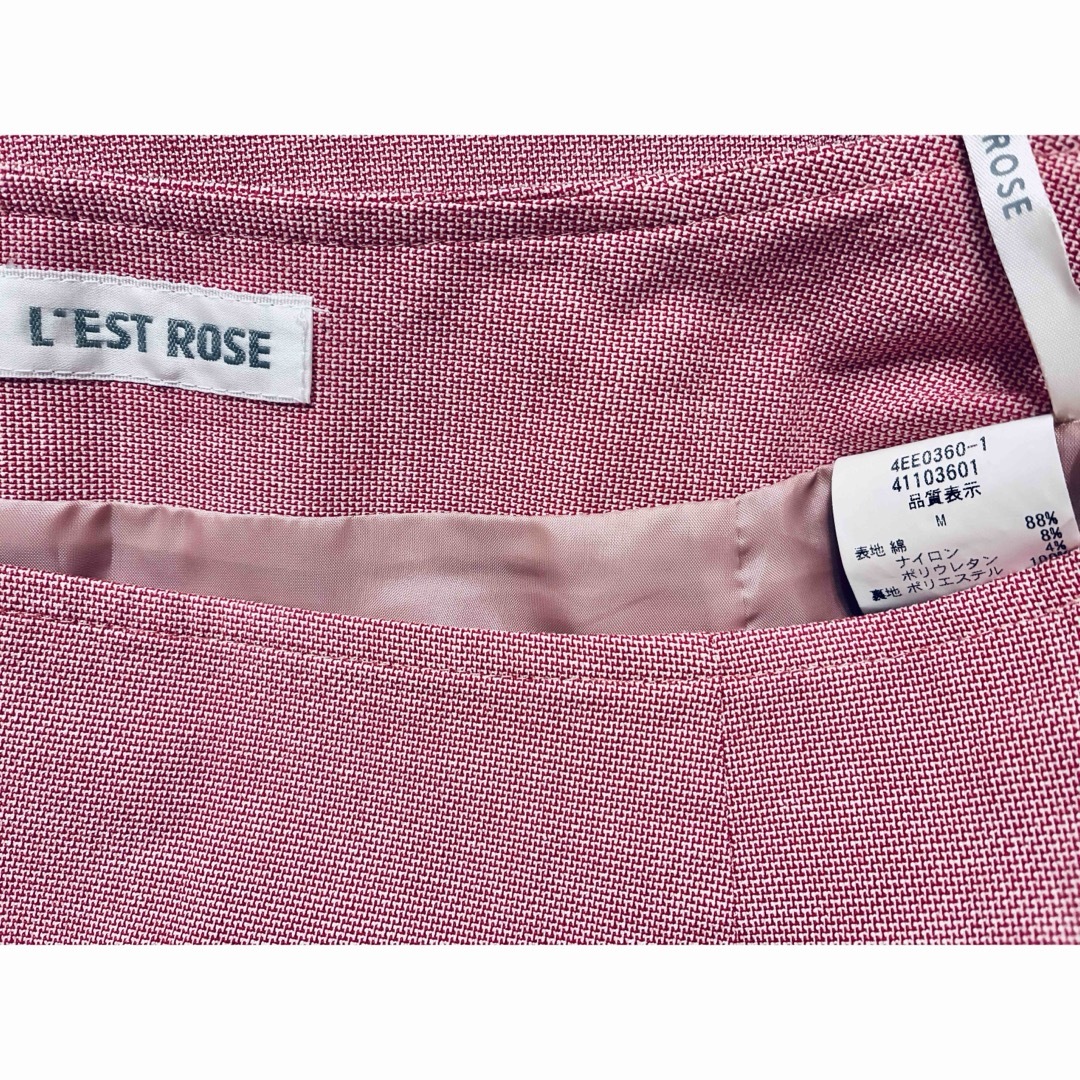 L'EST ROSE
ROSE
4EE0360-1
41103601
品質表示
M
表地 綿 88%
ナイロン 8%
ポリウレタン 4%
裏地 ポリエステル